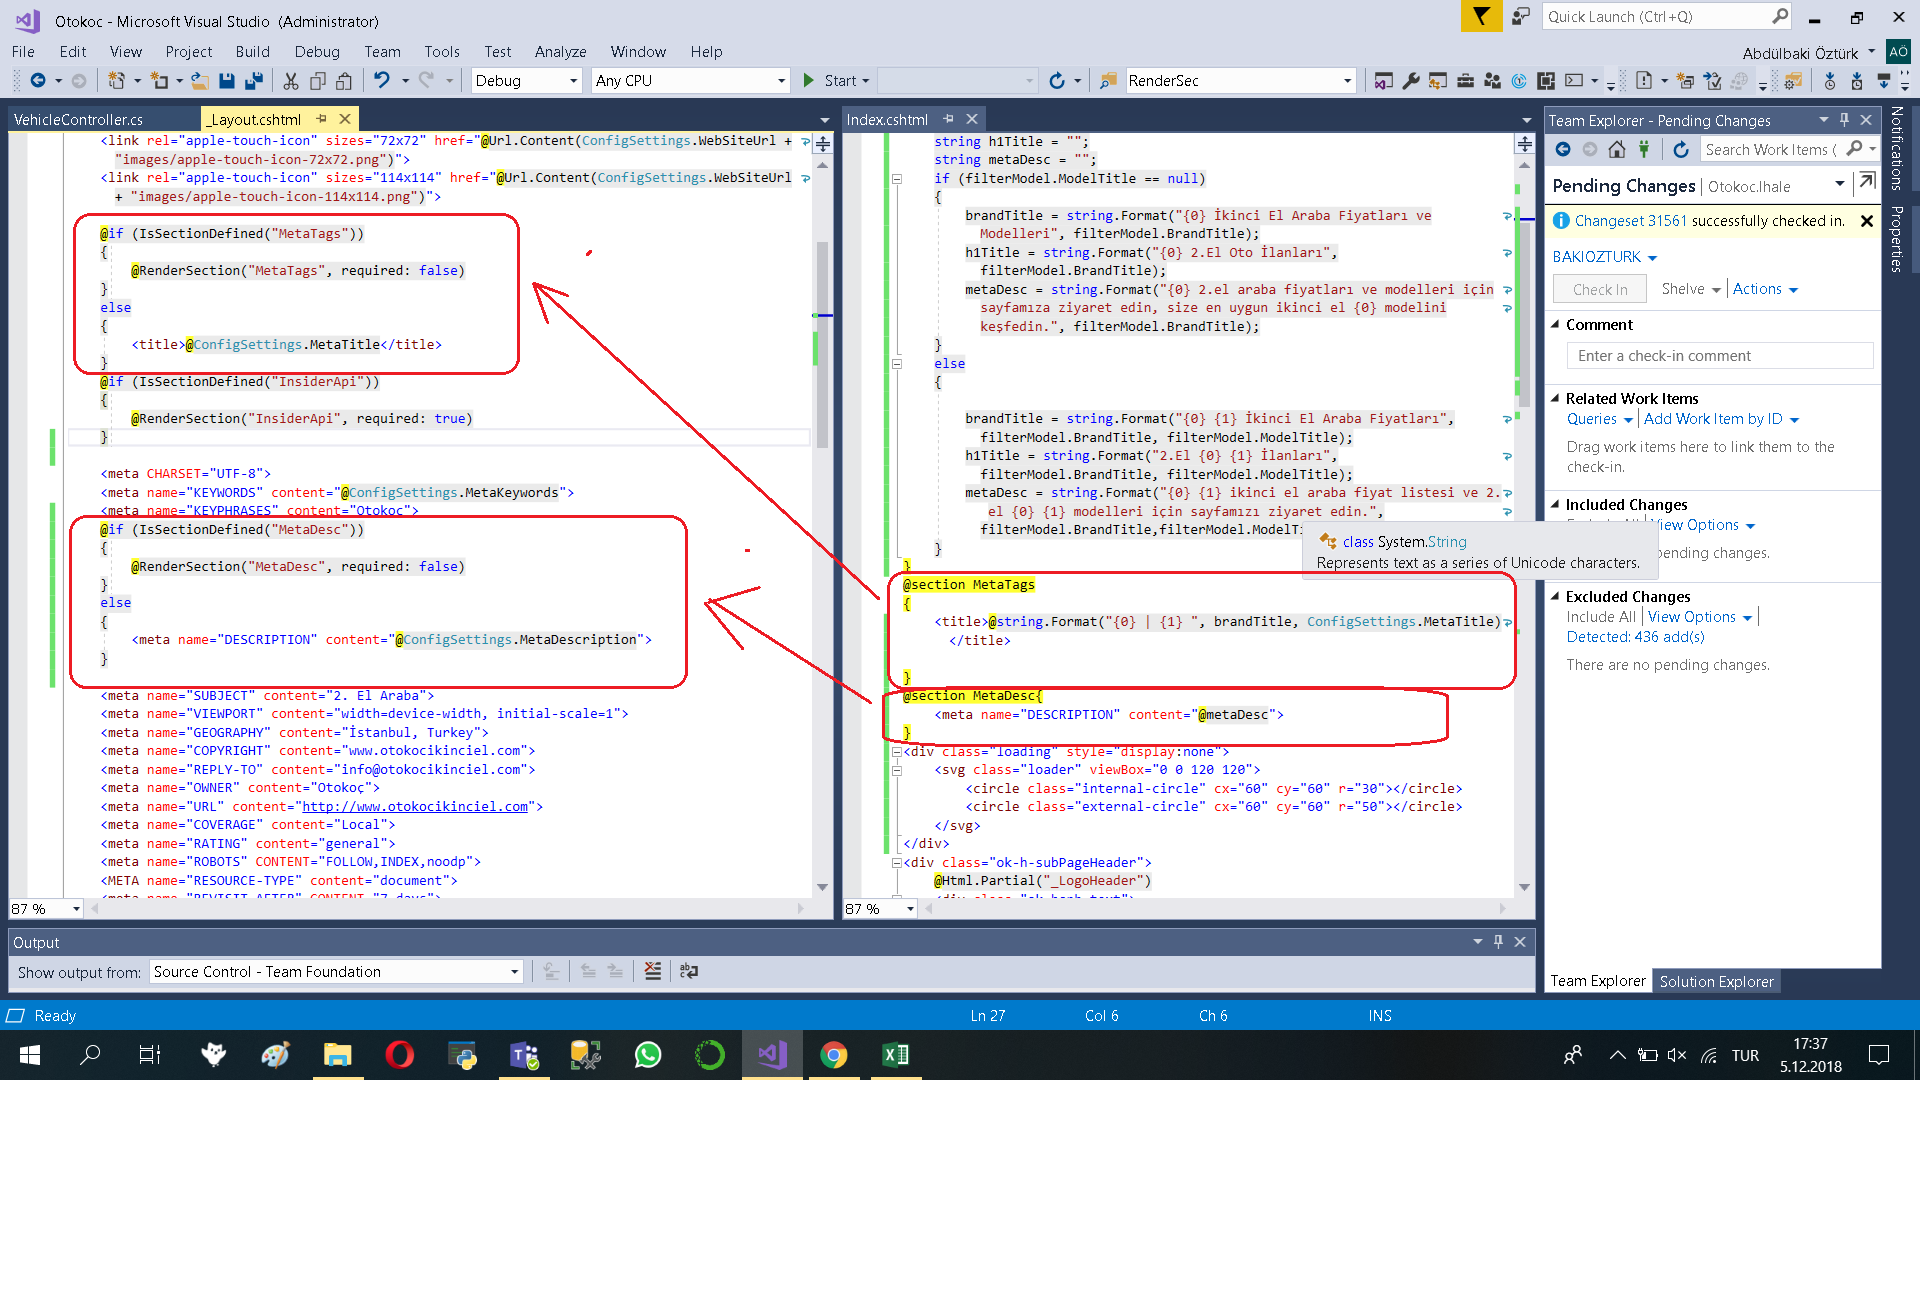 Otokoc - Microsoft Visual Studio (Administrator)
Quick Launch (Ctrl+Q)
File Edit View Project Build Debug Team Tools Test Analyze Window Help
Abdülbaki Öztürk AÖ
Debug Any CPU Start RenderSec
VehicleController.cs _Layout.cshtml
<link rel="apple-touch-icon" sizes="72x72" href="@Url.Content(ConfigSettings.WebSiteUrl +
"images/apple-touch-icon-72x72.png")">
<link rel="apple-touch-icon" sizes="114x114" href="@Url.Content(ConfigSettings.WebSiteUrl
+ "images/apple-touch-icon-114x114.png")">
@if (IsSectionDefined("MetaTags"))
{
@RenderSection("MetaTags", required: false)
}
else
{
<title>@ConfigSettings.MetaTitle</title>
}
@if (IsSectionDefined("InsiderApi"))
{
@RenderSection("InsiderApi", required: true)
}
<meta CHARSET="UTF-8">
<meta name="KEYWORDS" content="@ConfigSettings.MetaKeywords">
<meta name="KEYPHRASES" content="Otokoc">
@if (IsSectionDefined("MetaDesc"))
{
@RenderSection("MetaDesc", required: false)
}
else
{
<meta name="DESCRIPTION" content="@ConfigSettings.MetaDescription">
}
<meta name="SUBJECT" content="2. El Araba">
<meta name="VIEWPORT" content="width=device-width, initial-scale=1">
<meta name="GEOGRAPHY" content="İstanbul, Turkey">
<meta name="COPYRIGHT" content="www.otokocikinciel.com">
<meta name="REPLY-TO" content="info@otokocikinciel.com">
<meta name="OWNER" content="Otokoç">
<meta name="URL" content="http://www.otokocikinciel.com">
<meta name="COVERAGE" content="Local">
<meta name="RATING" content="general">
<meta name="ROBOTS" CONTENT="FOLLOW,INDEX,noodp">
<META name="RESOURCE-TYPE" content="document">
87 %
Index.cshtml
string h1Title = "";
string metaDesc = "";
if (filterModel.ModelTitle == null)
{
brandTitle = string.Format("{0} İkinci El Araba Fiyatları ve
Modelleri", filterModel.BrandTitle);
h1Title = string.Format("{0} 2.El Oto İlanları",
filterModel.BrandTitle);
metaDesc = string.Format("{0} 2.el araba fiyatları ve modelleri için
sayfamıza ziyaret edin, size en uygun ikinci el {0} modelini
keşfedin.", filterModel.BrandTitle);
}
else
{
brandTitle = string.Format("{0} {1} İkinci El Araba Fiyatları",
filterModel.BrandTitle, filterModel.ModelTitle);
h1Title = string.Format("2.El {0} {1} İlanları",
filterModel.BrandTitle, filterModel.ModelTitle);
metaDesc = string.Format("{0} {1} ikinci el araba fiyat listesi ve 2.
el {0} {1} modelleri için sayfamızı ziyaret edin.",
filterModel.BrandTitle,filterModel.ModelTi
}
}
class System.String
Represents text as a series of Unicode characters.
@section MetaTags
{
<title>@string.Format("{0} | {1} ", brandTitle, ConfigSettings.MetaTitle)
</title>
}
@section MetaDesc{
<meta name="DESCRIPTION" content="@metaDesc">
}
<div class="loading" style="display:none">
<svg class="loader" viewBox="0 0 120 120">
<circle class="internal-circle" cx="60" cy="60" r="30"></circle>
<circle class="external-circle" cx="60" cy="60" r="50"></circle>
</svg>
</div>
<div class="ok-h-subPageHeader">
@Html.Partial("_LogoHeader")
87 %
Team Explorer - Pending Changes
Search Work Items (
Pending Changes | Otokoc.Ihale
Changeset 31561 successfully checked in.
BAKIOZTURK
Check In Shelve Actions
Comment
Enter a check-in comment
Related Work Items
Queries Add Work Item by ID
Drag work items here to link them to the
check-in.
Included Changes
View Options
pending changes.
Excluded Changes
Include All View Options
Detected: 436 add(s)
There are no pending changes.
Team Explorer Solution Explorer
Notifications
Properties
Output
Show output from: Source Control - Team Foundation
Ready Ln 27 Col 6 Ch 6 INS
TUR
17:37
5.12.2018